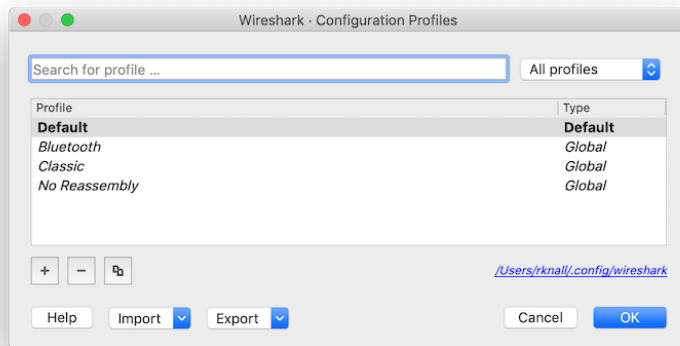 Wireshark · Configuration Profiles
Search for profile ...
All profiles
Profile Type
Default Default
Bluetooth Global
Classic Global
No Reassembly Global
+ −
/Users/rknall/.config/wireshark
Help Import Export Cancel OK